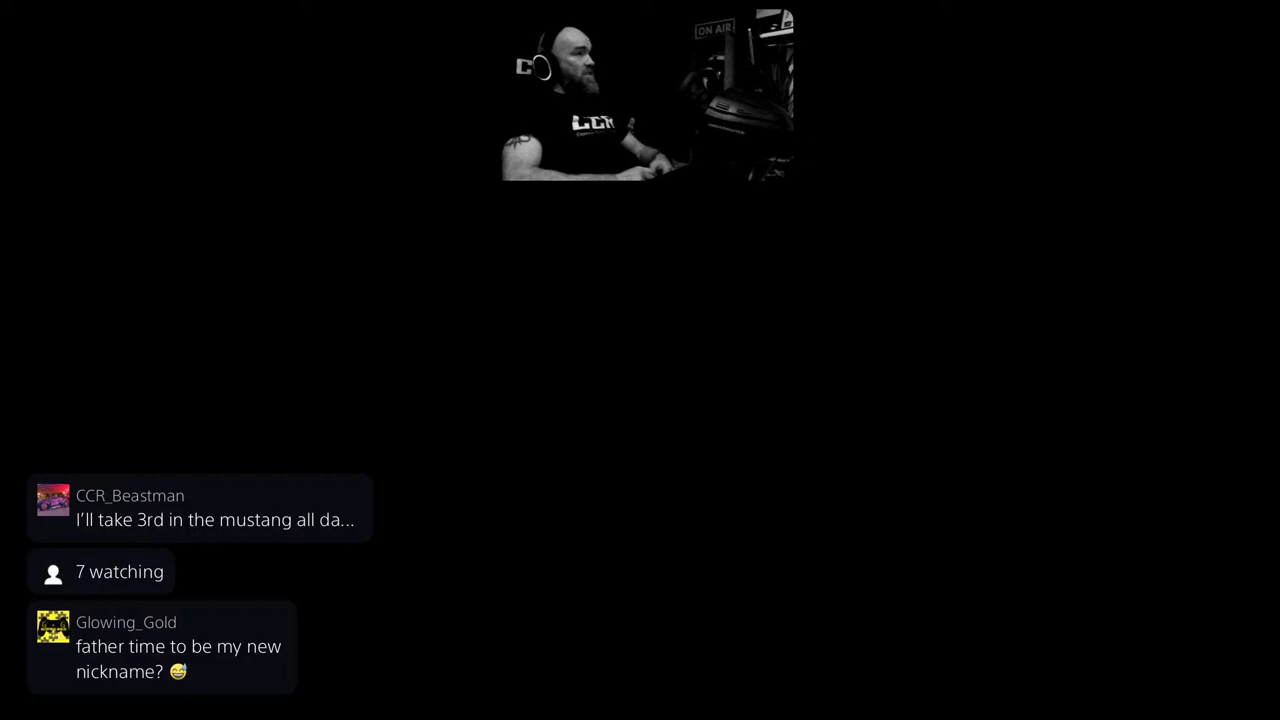 ON AIR
C
CCR
CCR_Beastman
I’ll take 3rd in the mustang all da...
7 watching
Glowing_Gold
father time to be my new
nickname? 😅